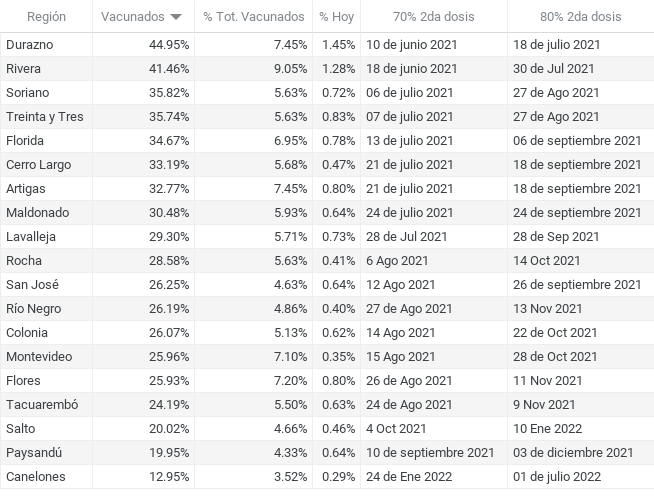 Región Vacunados % Tot. Vacunados % Hoy 70% 2da dosis 80% 2da dosis
Durazno 44.95% 7.45% 1.45% 10 de junio 2021 18 de julio 2021
Rivera 41.46% 9.05% 1.28% 18 de junio 2021 30 de Jul 2021
Soriano 35.82% 5.63% 0.72% 06 de julio 2021 27 de Ago 2021
Treinta y Tres 35.74% 5.63% 0.83% 07 de julio 2021 27 de Ago 2021
Florida 34.67% 6.95% 0.78% 13 de julio 2021 06 de septiembre 2021
Cerro Largo 33.19% 5.68% 0.47% 21 de julio 2021 18 de septiembre 2021
Artigas 32.77% 7.45% 0.80% 21 de julio 2021 18 de septiembre 2021
Maldonado 30.48% 5.93% 0.64% 24 de julio 2021 24 de septiembre 2021
Lavalleja 29.30% 5.71% 0.73% 28 de Jul 2021 28 de Sep 2021
Rocha 28.58% 5.63% 0.41% 6 Ago 2021 14 Oct 2021
San José 26.25% 4.63% 0.64% 12 Ago 2021 26 de septiembre 2021
Río Negro 26.19% 4.86% 0.40% 27 de Ago 2021 13 Nov 2021
Colonia 26.07% 5.13% 0.62% 14 Ago 2021 22 de Oct 2021
Montevideo 25.96% 7.10% 0.35% 15 Ago 2021 28 de Oct 2021
Flores 25.93% 7.20% 0.80% 26 de Ago 2021 11 Nov 2021
Tacuarembó 24.19% 5.50% 0.63% 24 de Ago 2021 9 Nov 2021
Salto 20.02% 4.66% 0.46% 4 Oct 2021 10 Ene 2022
Paysandú 19.95% 4.33% 0.64% 10 de septiembre 2021 03 de diciembre 2021
Canelones 12.95% 3.52% 0.29% 24 de Ene 2022 01 de julio 2022